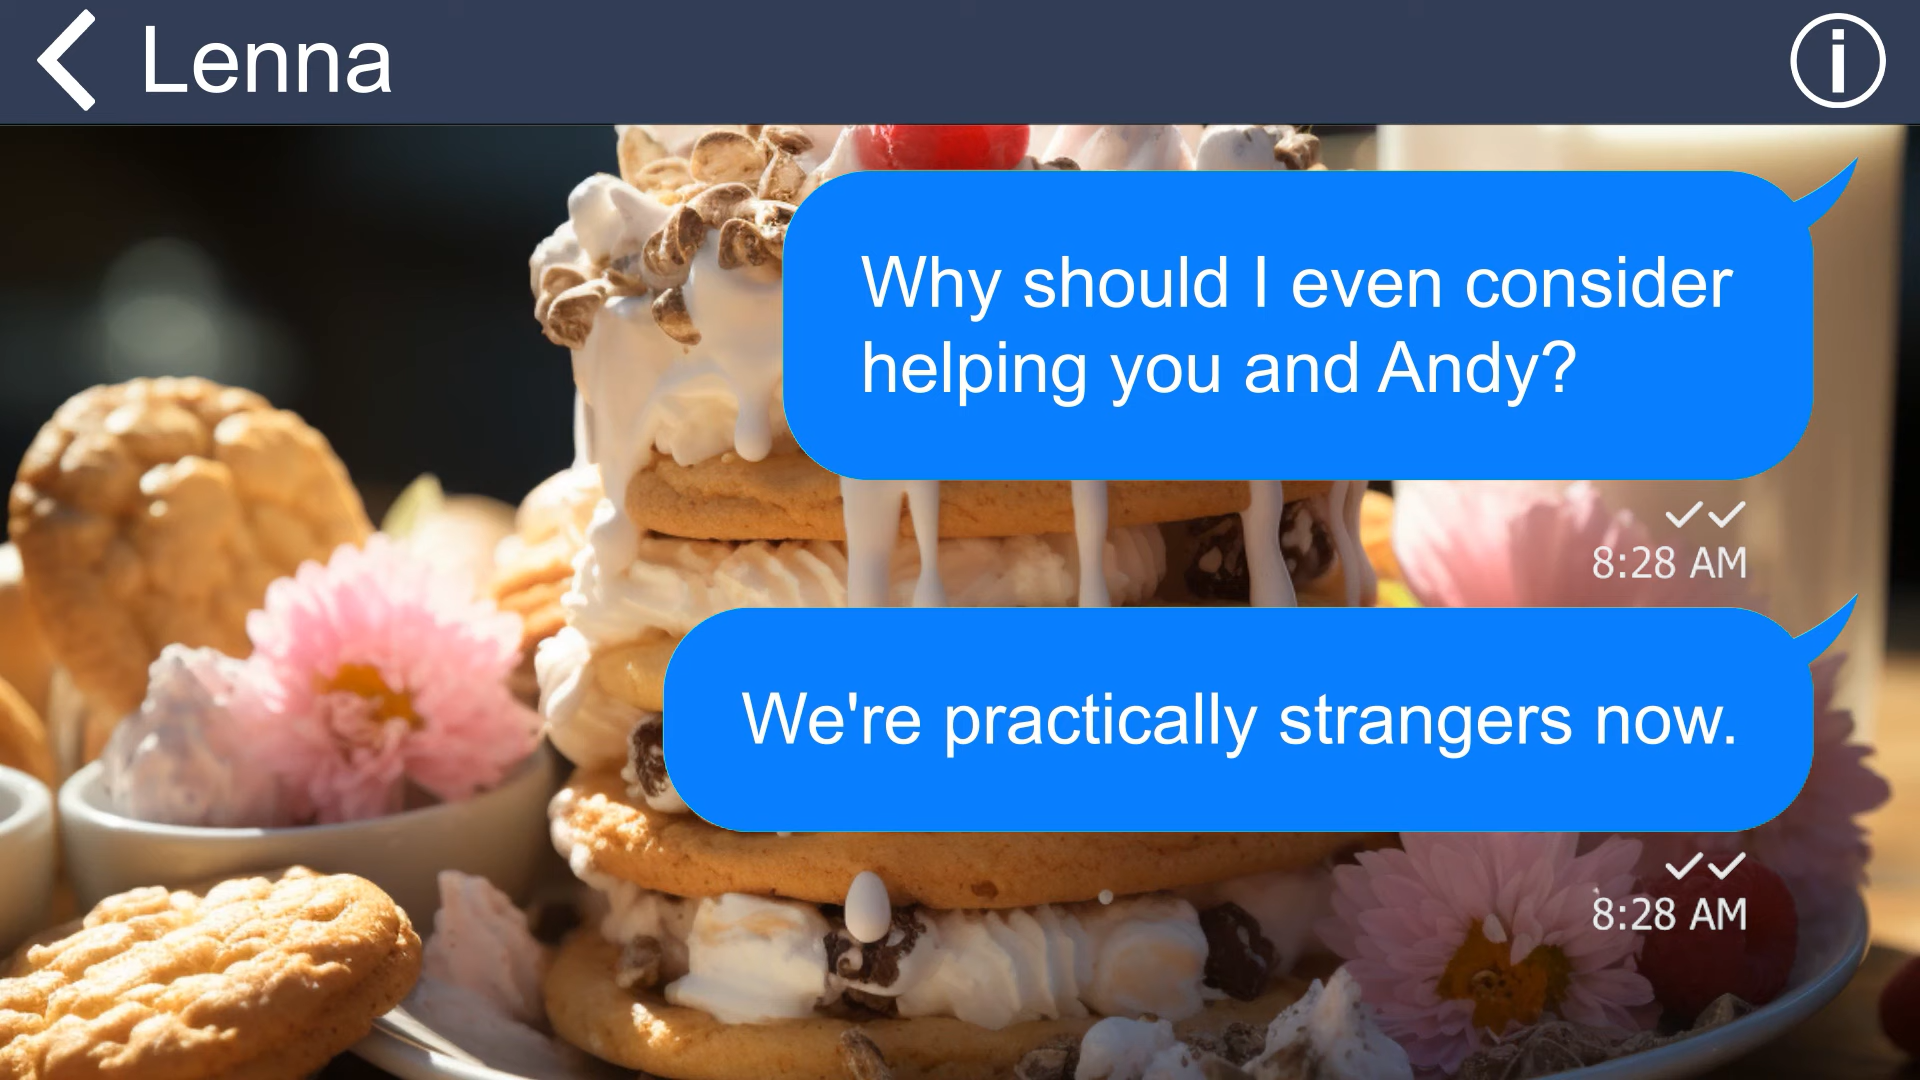 Lenna
Why should I even consider
helping you and Andy?
8:28 AM
We're practically strangers now.
8:28 AM